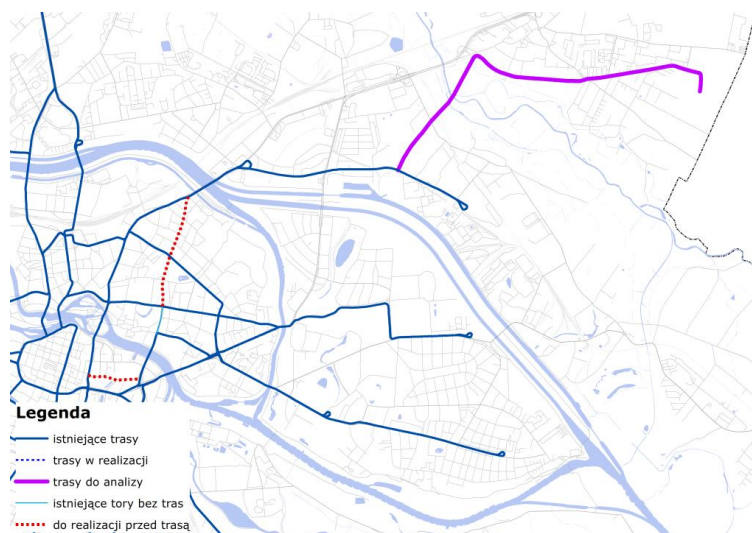 Legenda
istniejące trasy
trasy w realizacji
trasy do analizy
istniejące tory bez tras
do realizacji przed trasą